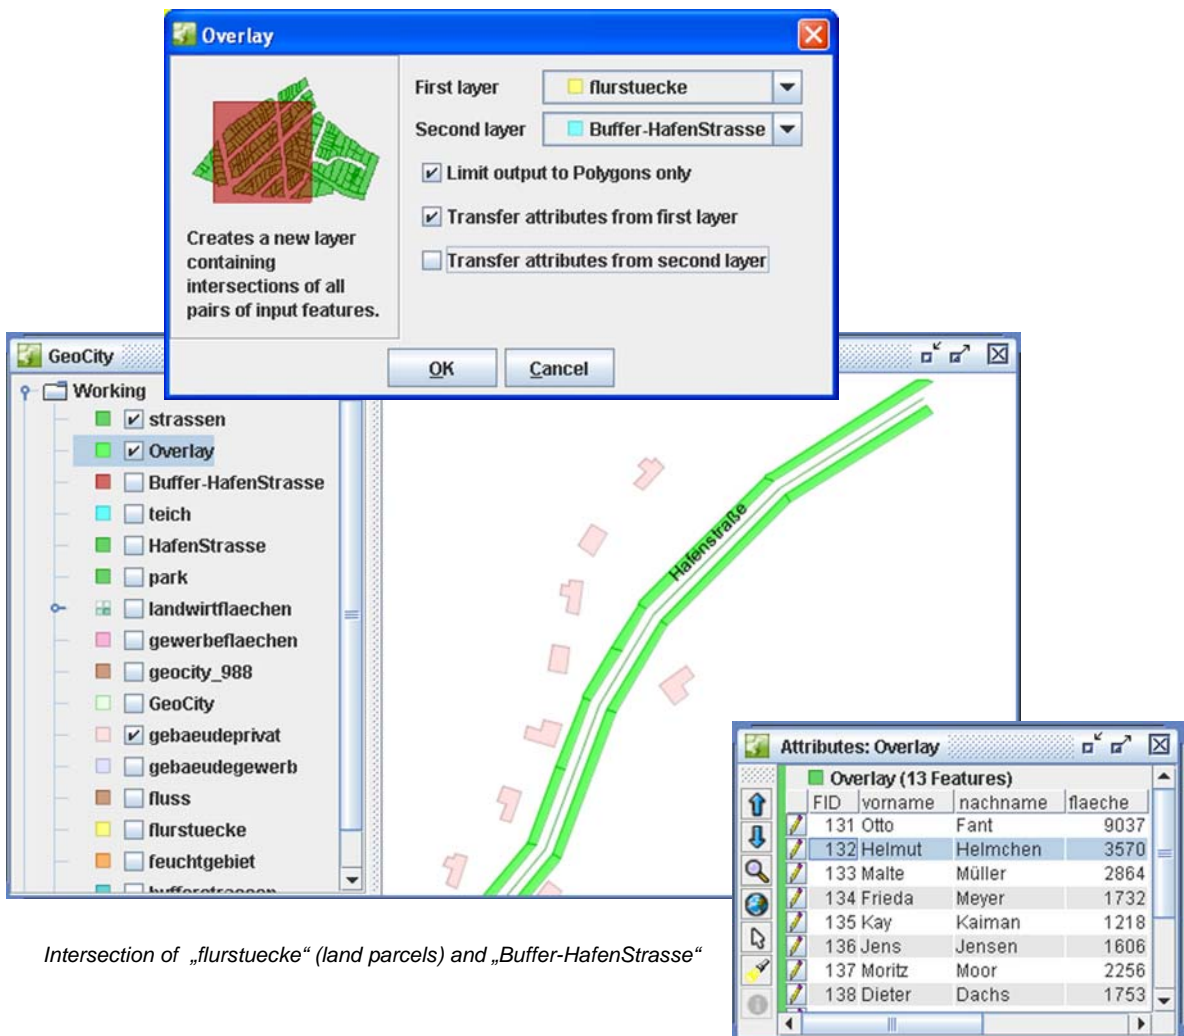 Overlay
First layer
flurstuecke
Second layer
Buffer-HafenStrasse
Limit output to Polygons only
Transfer attributes from first layer
Transfer attributes from second layer
Creates a new layer
containing
intersections of all
pairs of input features.
OK
Cancel
GeoCity
Working
strassen
Overlay
Buffer-HafenStrasse
teich
HafenStrasse
park
landwirtflaechen
gewerbeflaechen
geocity_988
GeoCity
gebaeudeprivat
gebaeudegewerb
fluss
flurstuecke
feuchtgebiet
Hafenstraße
Attributes: Overlay
Overlay (13 Features)
FID vorname nachname flaeche
131 Otto Fant 9037
132 Helmut Helmchen 3570
133 Malte Müller 2864
134 Frieda Meyer 1732
135 Kay Kaiman 1218
136 Jens Jensen 1606
137 Moritz Moor 2256
138 Dieter Dachs 1753
Intersection of „flurstuecke“ (land parcels) and „Buffer-HafenStrasse“